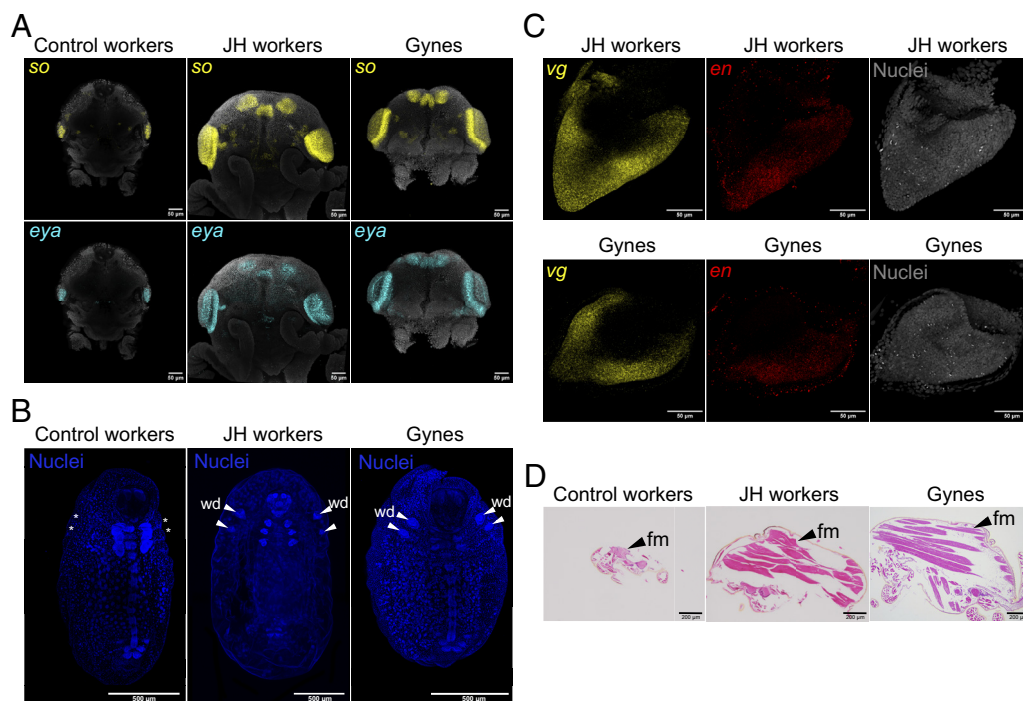 A
Control workers JH workers Gynes
so so so
50 µm 50 µm 50 µm
eya eya eya
50 µm 50 µm 50 µm
B
Control workers JH workers Gynes
Nuclei Nuclei Nuclei
wd wd wd wd
* *
* *
500 µm 500 µm 500 µm
C
JH workers JH workers JH workers
vg en Nuclei
50 µm 50 µm 50 µm
Gynes Gynes Gynes
vg en Nuclei
50 µm 50 µm 50 µm
D
Control workers JH workers Gynes
fm fm fm
200 µm 200 µm 200 µm